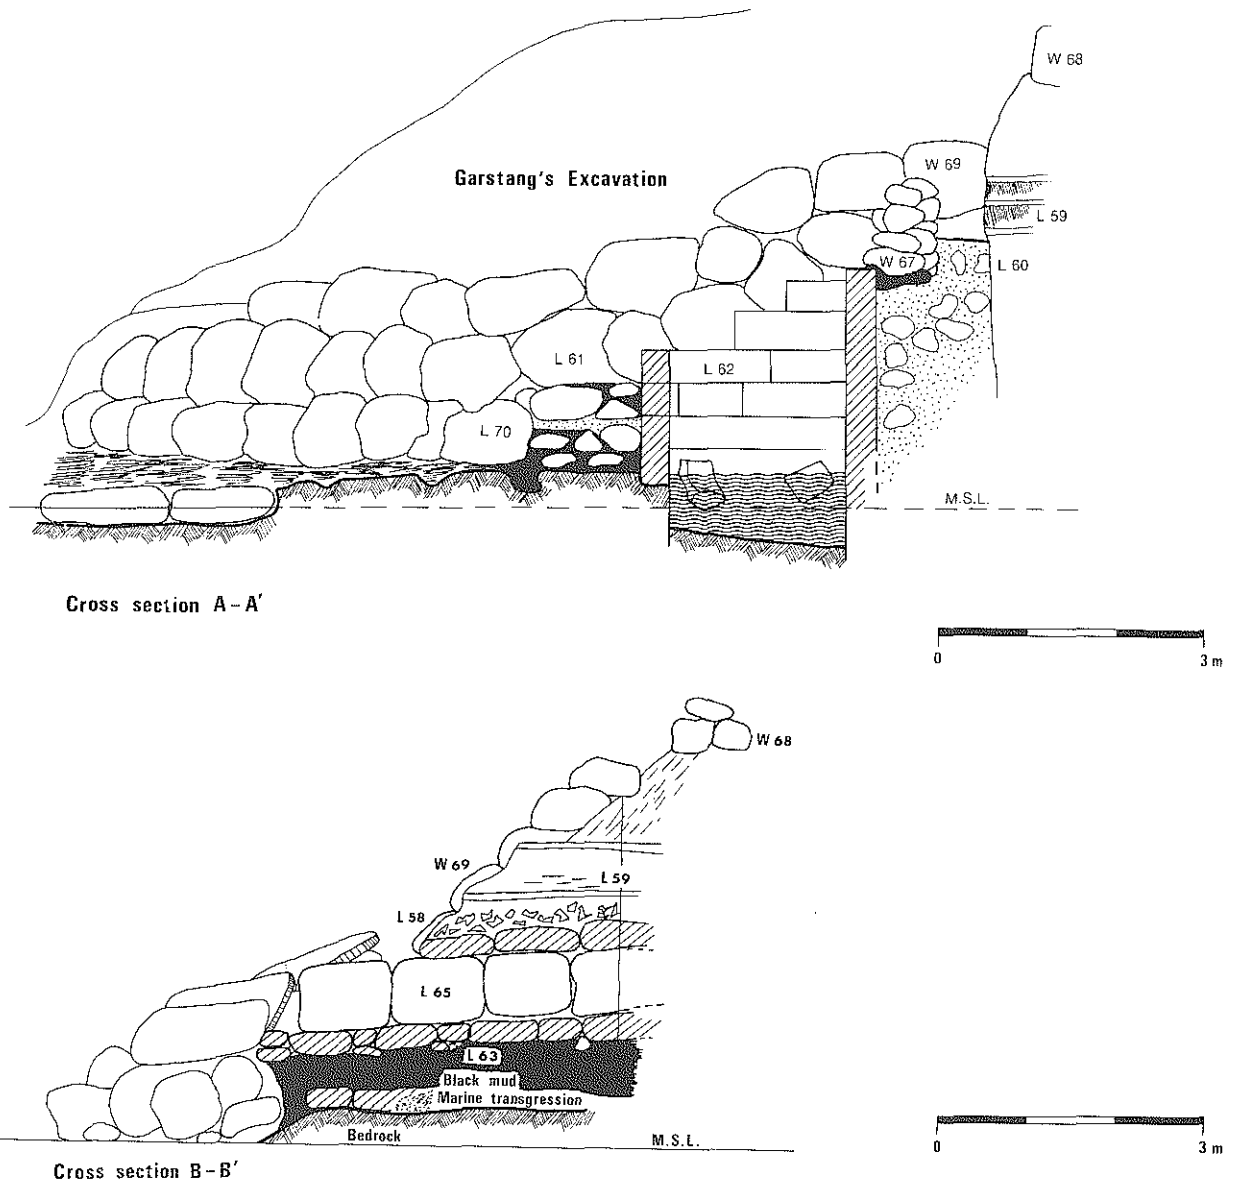 W 68
Garstang's Excavation
W 69
L 59
W 67
L 60
L 61
L 62
L 70
M.S.L.
Cross section A-A'
0 3 m
W 68
W 69
L 59
L 58
L 65
L 63
Black mud
Marine transgression
Bedrock
M.S.L.
0 3 m
Cross section B-B'